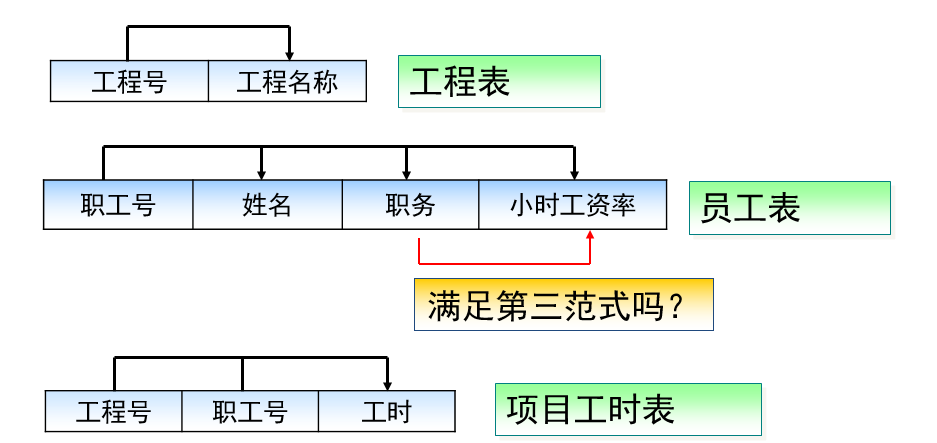 工程号 工程名称 工程表
职工号 姓名 职务 小时工资率 员工表
满足第三范式吗?
工程号 职工号 工时 项目工时表